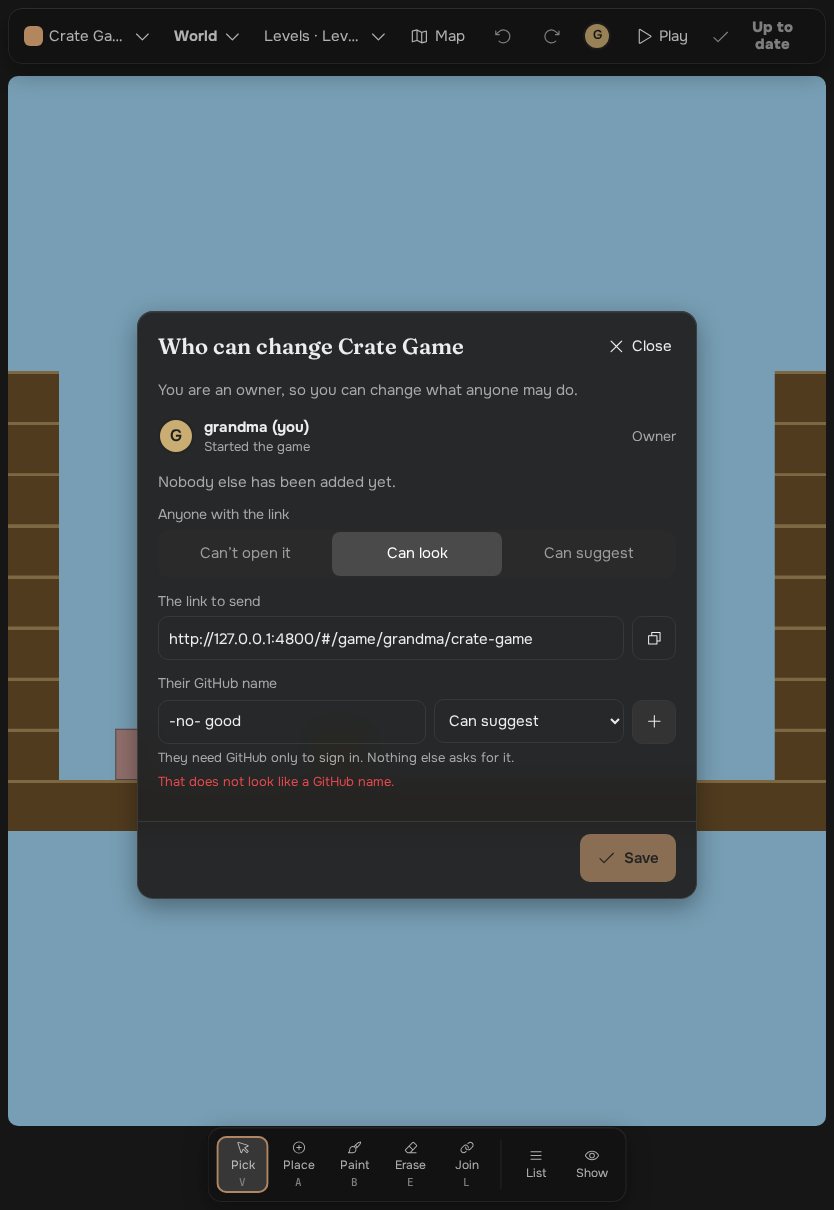 Crate Ga...
World
Levels · Lev...
Map
G
Play
Up to
date
Who can change Crate Game
Close
You are an owner, so you can change what anyone may do.
G
grandma (you)
Started the game
Owner
Nobody else has been added yet.
Anyone with the link
Can't open it
Can look
Can suggest
The link to send
http://127.0.0.1:4800/#/game/grandma/crate-game
Their GitHub name
-no- good
Can suggest
They need GitHub only to sign in. Nothing else asks for it.
That does not look like a GitHub name.
Save
Pick
Place
Paint
Erase
Join
List
Show
V
A
B
E
L